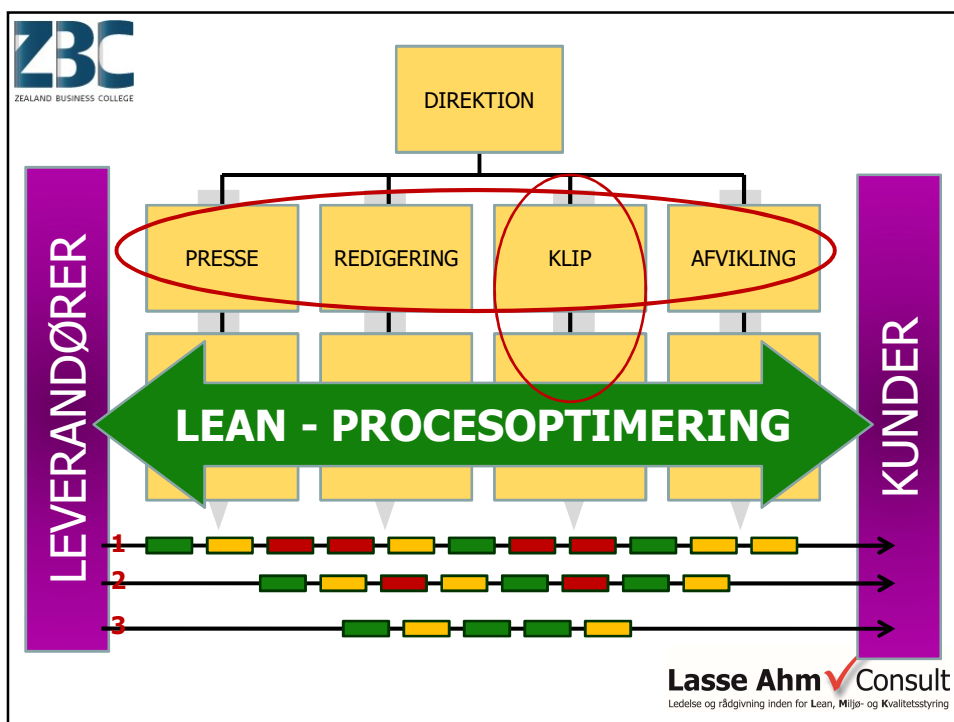 ZBC
ZEALAND BUSINESS COLLEGE
DIREKTION
LEVERANDØRER
PRESSE
REDIGERING
KLIP
AFVIKLING
KUNDER
LEAN - PROCESOPTIMERING
1
2
3
Lasse Ahm Consult
Ledelse og rådgivning inden for Lean, Miljø- og Kvalitetsstyring